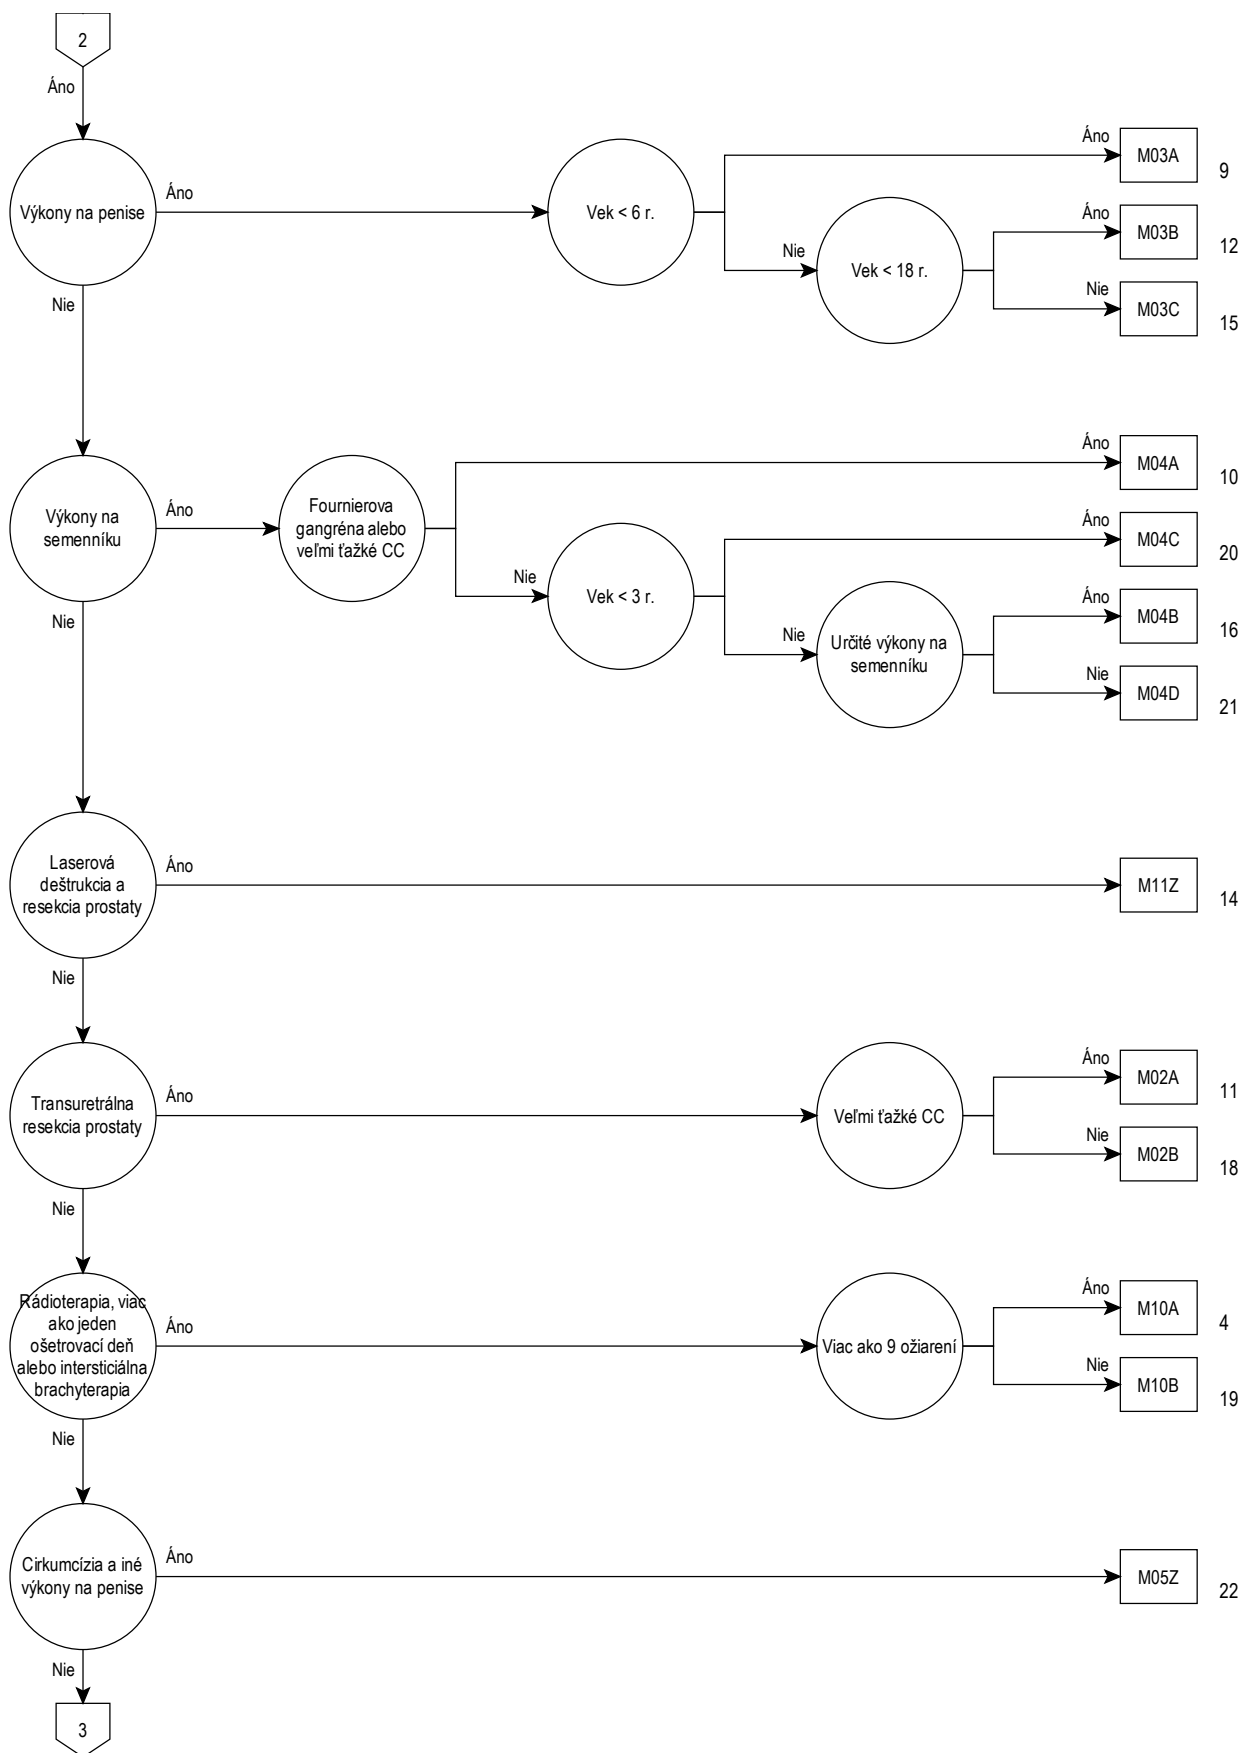 2
Áno
Výkony na penise
Áno
Vek < 6 r.
Áno
M03A
9
Nie
Vek < 18 r.
Áno
M03B
12
Nie
M03C
15
Nie
Výkony na
semenníku
Áno
Fournierova
gangréna alebo
veľmi ťažké CC
Áno
M04A
10
Nie
Vek < 3 r.
Áno
M04C
20
Nie
Určité výkony na
semenníku
Áno
M04B
16
Nie
M04D
21
Nie
Laserová
deštrukcia a
resekcia prostaty
Áno
M11Z
14
Nie
Transuretrálna
resekcia prostaty
Áno
Veľmi ťažké CC
Áno
M02A
11
Nie
M02B
18
Nie
Rádioterapia, viac
ako jeden
ošetrovací deň
alebo intersticiálna
brachyterapia
Áno
Viac ako 9 ožiarení
Áno
M10A
4
Nie
M10B
19
Nie
Cirkumcízia a iné
výkony na penise
Áno
M05Z
22
Nie
3